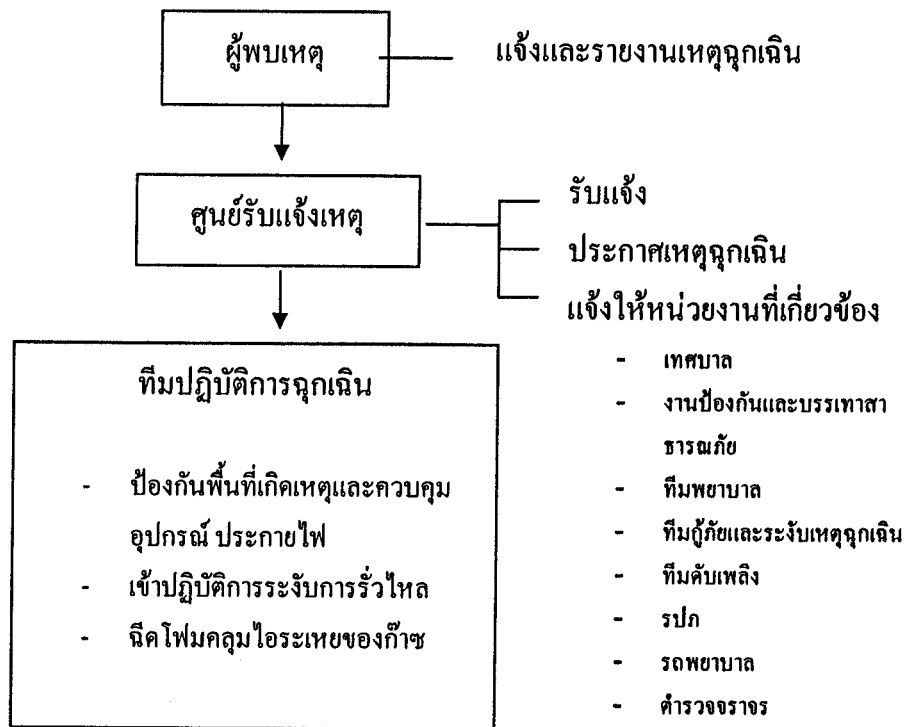 ผู้พบเหตุ
แจ้งและรายงานเหตุฉุกเฉิน
ศูนย์รับแจ้งเหตุ
รับแจ้ง
ประกาศเหตุฉุกเฉิน
แจ้งให้หน่วยงานที่เกี่ยวข้อง
- เทศบาล
- งานป้องกันและบรรเทาสา
ธารณภัย
- ทีมพยาบาล
- ทีมกู้ภัยและระงับเหตุฉุกเฉิน
- ทีมดับเพลิง
- รปภ
- รถพยาบาล
- ตำรวจจราจร
ทีมปฏิบัติการฉุกเฉิน
- ป้องกันพื้นที่เกิดเหตุและควบคุม
อุปกรณ์ ประกายไฟ
- เข้าปฏิบัติการระงับการรั่วไหล
- ฉีดโฟมคลุมไอระเหยของก๊าซ